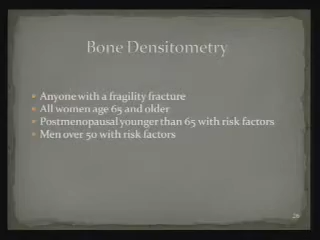 Bone Densitometry
Anyone with a fragility fracture
All women age 65 and older
Postmenopausal younger than 65 with risk factors
Men over 50 with risk factors